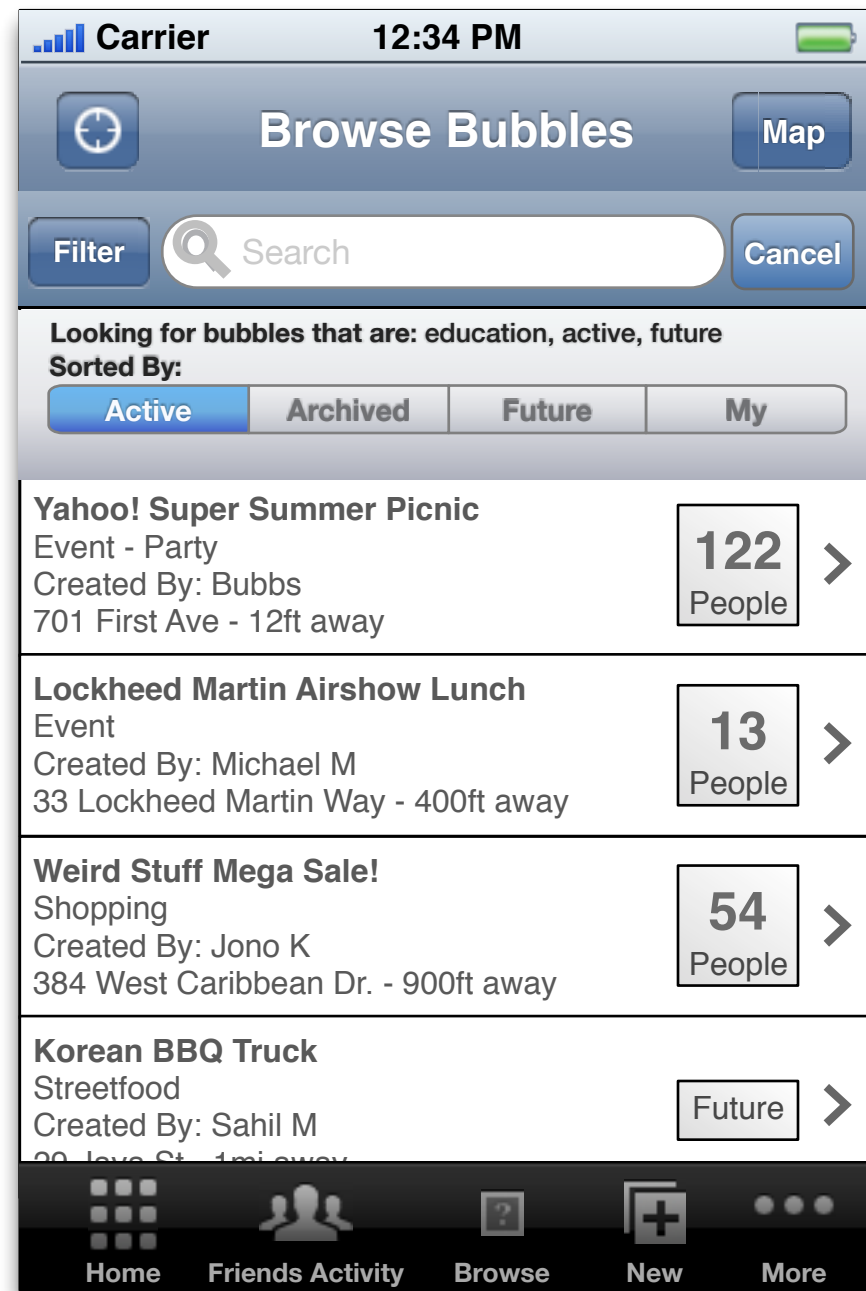 Carrier 12:34 PM
Browse Bubbles
Map
Filter
Search
Cancel
Looking for bubbles that are: education, active, future
Sorted By:
Active Archived Future My
Yahoo! Super Summer Picnic
Event - Party
Created By: Bubbs
701 First Ave - 12ft away
122
People
Lockheed Martin Airshow Lunch
Event
Created By: Michael M
33 Lockheed Martin Way - 400ft away
13
People
Weird Stuff Mega Sale!
Shopping
Created By: Jono K
384 West Caribbean Dr. - 900ft away
54
People
Korean BBQ Truck
Streetfood
Created By: Sahil M
Future
St - 1mi away
?
Home Friends Activity Browse New More